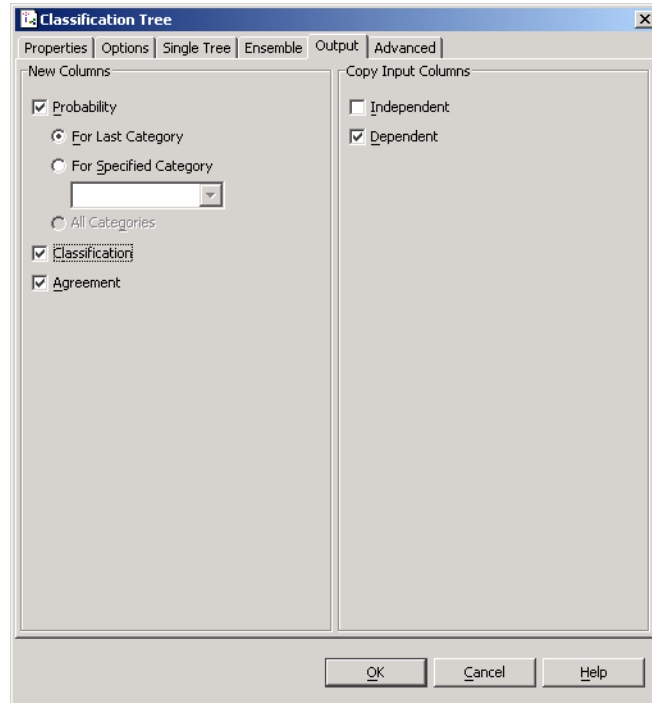 Classification Tree
Properties Options Single Tree Ensemble Output Advanced
New Columns
Probability
For Last Category
For Specified Category
All Categories
Classification
Agreement
Copy Input Columns
Independent
Dependent
OK Cancel Help